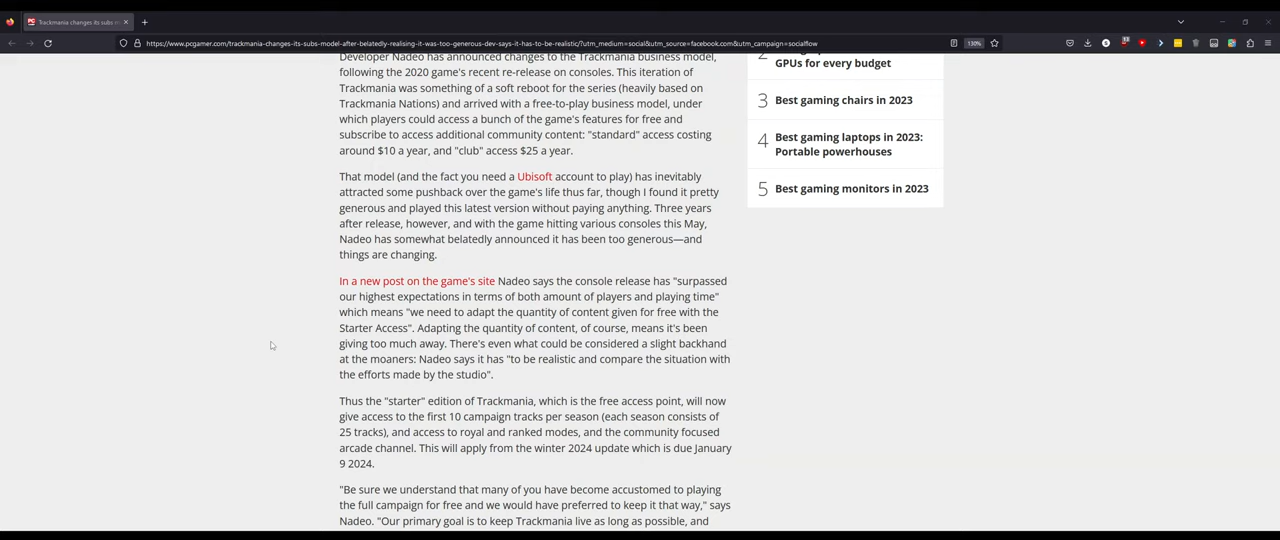 Trackmania changes its subs m
https://www.pcgamer.com/trackmania-changes-its-subs-model-after-belatedly-realising-it-was-too-generous-dev-says-it-has-to-be-realistic/?utm_medium=social&utm_source=facebook.com&utm_campaign=socialflow
130%
Developer Nadeo has announced changes to the Trackmania business model,
following the 2020 game's recent re-release on consoles. This iteration of
Trackmania was something of a soft reboot for the series (heavily based on
Trackmania Nations) and arrived with a free-to-play business model, under
which players could access a bunch of the game's features for free and
subscribe to access additional community content: "standard" access costing
around $10 a year, and "club" access $25 a year.
That model (and the fact you need a Ubisoft account to play) has inevitably
attracted some pushback over the game's life thus far, though I found it pretty
generous and played this latest version without paying anything. Three years
after release, however, and with the game hitting various consoles this May,
Nadeo has somewhat belatedly announced it has been too generous—and
things are changing.
In a new post on the game's site Nadeo says the console release has "surpassed
our highest expectations in terms of both amount of players and playing time"
which means "we need to adapt the quantity of content given for free with the
Starter Access". Adapting the quantity of content, of course, means it's been
giving too much away. There's even what could be considered a slight backhand
at the moaners: Nadeo says it has "to be realistic and compare the situation with
the efforts made by the studio".
Thus the "starter" edition of Trackmania, which is the free access point, will now
give access to the first 10 campaign tracks per season (each season consists of
25 tracks), and access to royal and ranked modes, and the community focused
arcade channel. This will apply from the winter 2024 update which is due January
9 2024.
"Be sure we understand that many of you have become accustomed to playing
the full campaign for free and we would have preferred to keep it that way," says
Nadeo. "Our primary goal is to keep Trackmania live as long as possible, and
2
GPUs for every budget
3 Best gaming chairs in 2023
4 Best gaming laptops in 2023:
Portable powerhouses
5 Best gaming monitors in 2023